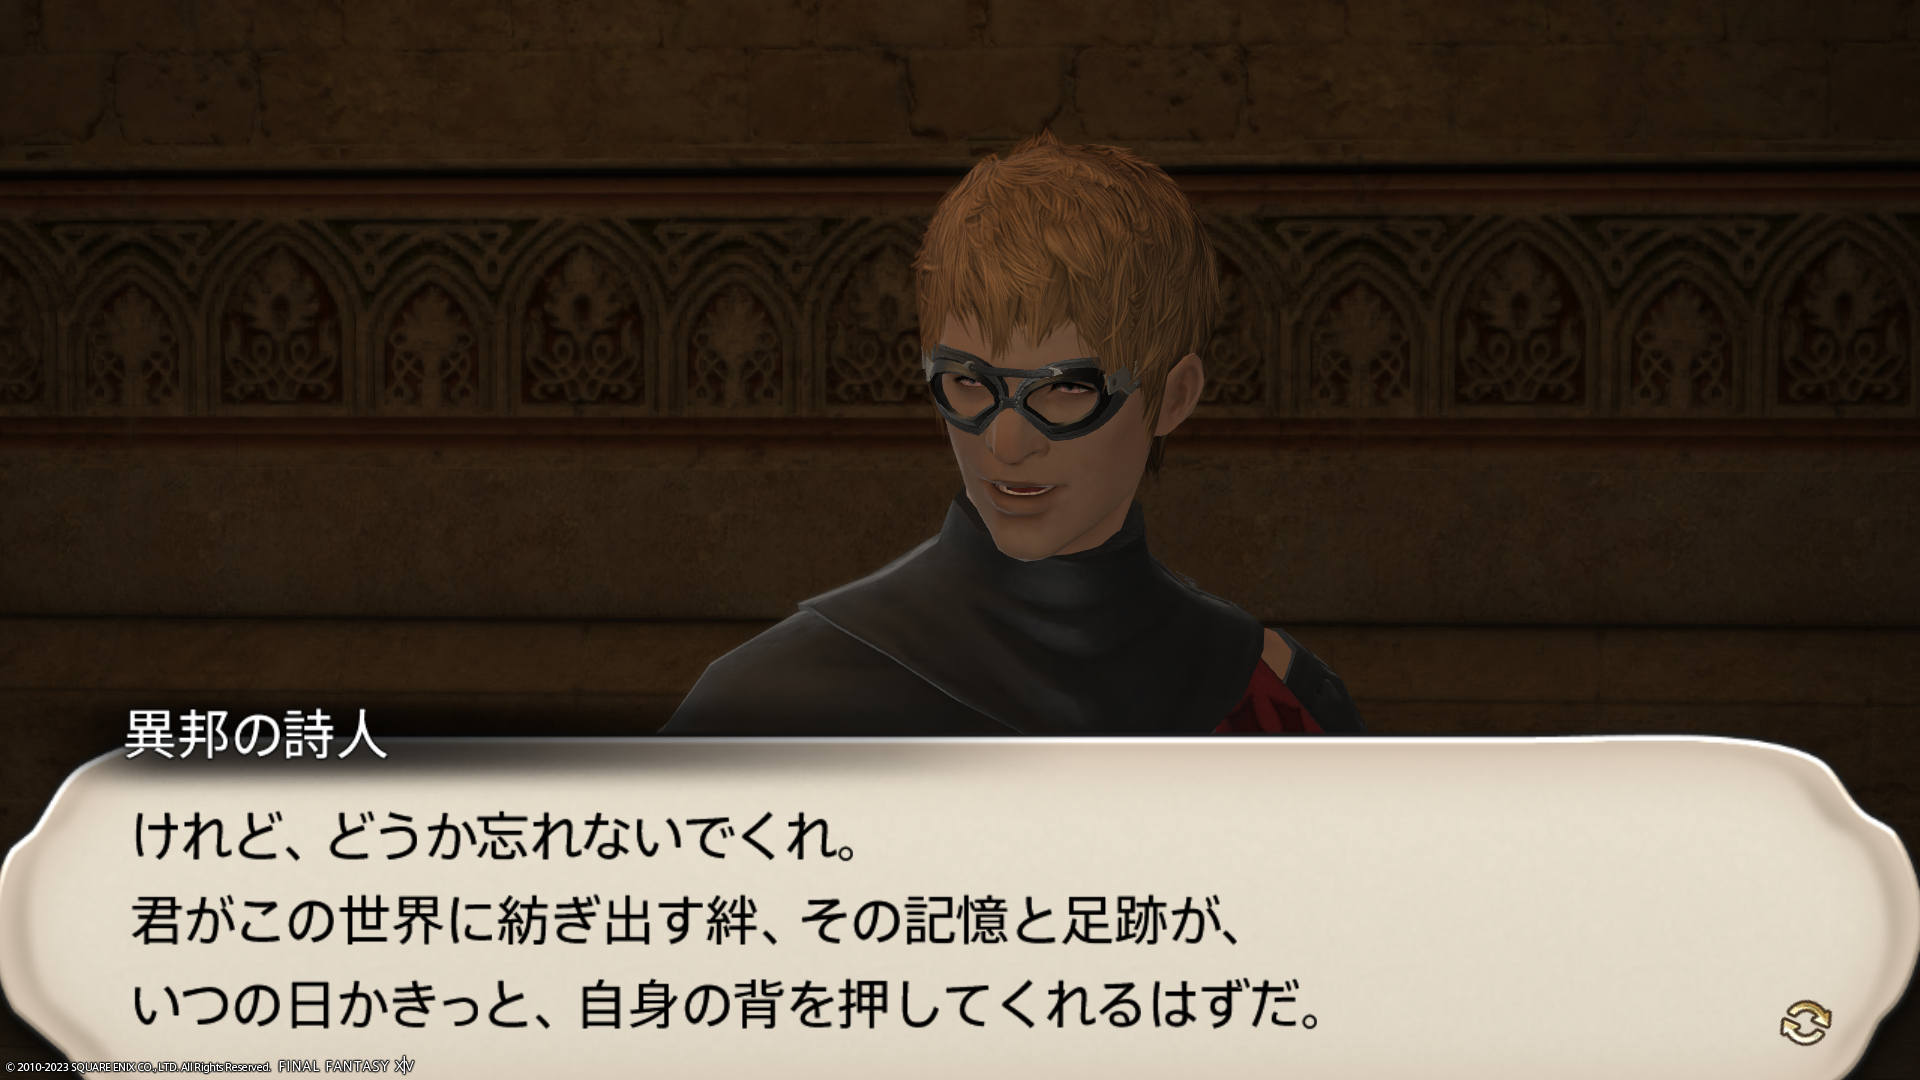 異邦の詩人
けれど、どうか忘れないでくれ。
君がこの世界に紡ぎ出す絆、その記憶と足跡が、
いつの日かきっと、自身の背を押してくれるはずだ。
© 2010-2023 SQUARE ENIX CO., LTD. All Rights Reserved. FINAL FANTASY XIV